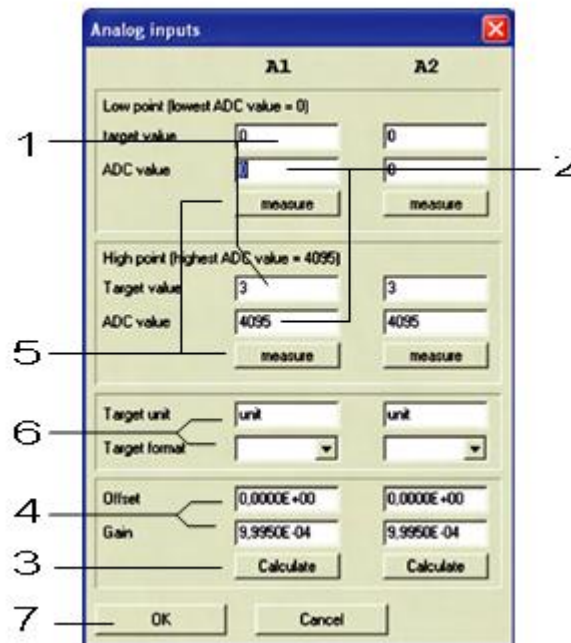 Analog inputs
A1 A2
Low point (lowest ADC value = 0)
1 target value 0 0
ADC value 0 0 2
measure measure
High point (highest ADC value = 4095)
Target value 3 3
ADC value 4095 4095
5 measure measure
Target unit unit unit
6
Target format
Offset 0,0000E+00 0,0000E+00
4
Gain 9,9950E-04 9,9950E-04
3 Calculate Calculate
7 OK Cancel